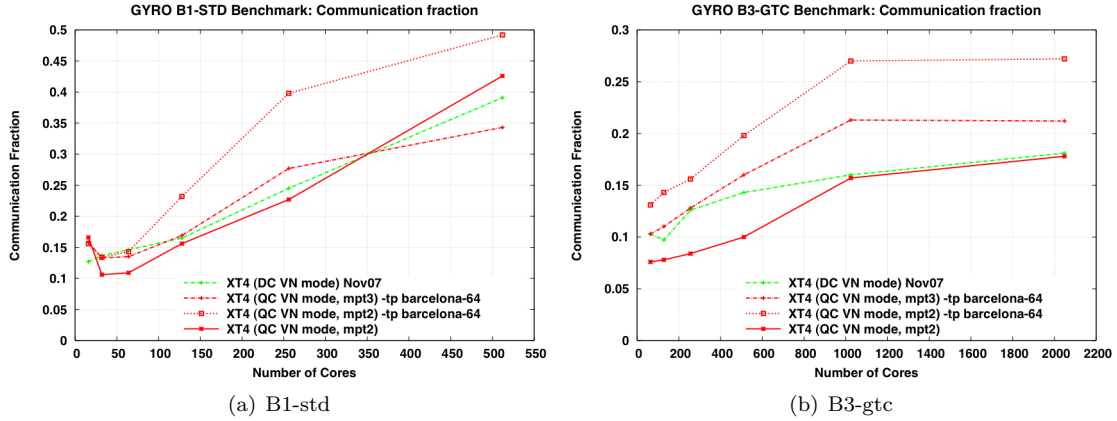 GYRO B1-STD Benchmark: Communication fraction
0.5
0.45
0.4
0.35
0.3
0.25
0.2
0.15
0.1
0.05
0
Communication Fraction
XT4 (DC VN mode) Nov07
XT4 (QC VN mode, mpt3) -tp barcelona-64
XT4 (QC VN mode, mpt2) -tp barcelona-64
XT4 (QC VN mode, mpt2)
0 50 100 150 200 250 300 350 400 450 500 550
Number of Cores
(a) B1-std
GYRO B3-GTC Benchmark: Communication fraction
0.3
0.25
0.2
0.15
0.1
0.05
0
Communication Fraction
XT4 (DC VN mode) Nov07
XT4 (QC VN mode, mpt3) -tp barcelona-64
XT4 (QC VN mode, mpt2) -tp barcelona-64
XT4 (QC VN mode, mpt2)
0 200 400 600 800 1000 1200 1400 1600 1800 2000 2200
Number of Cores
(b) B3-gtc